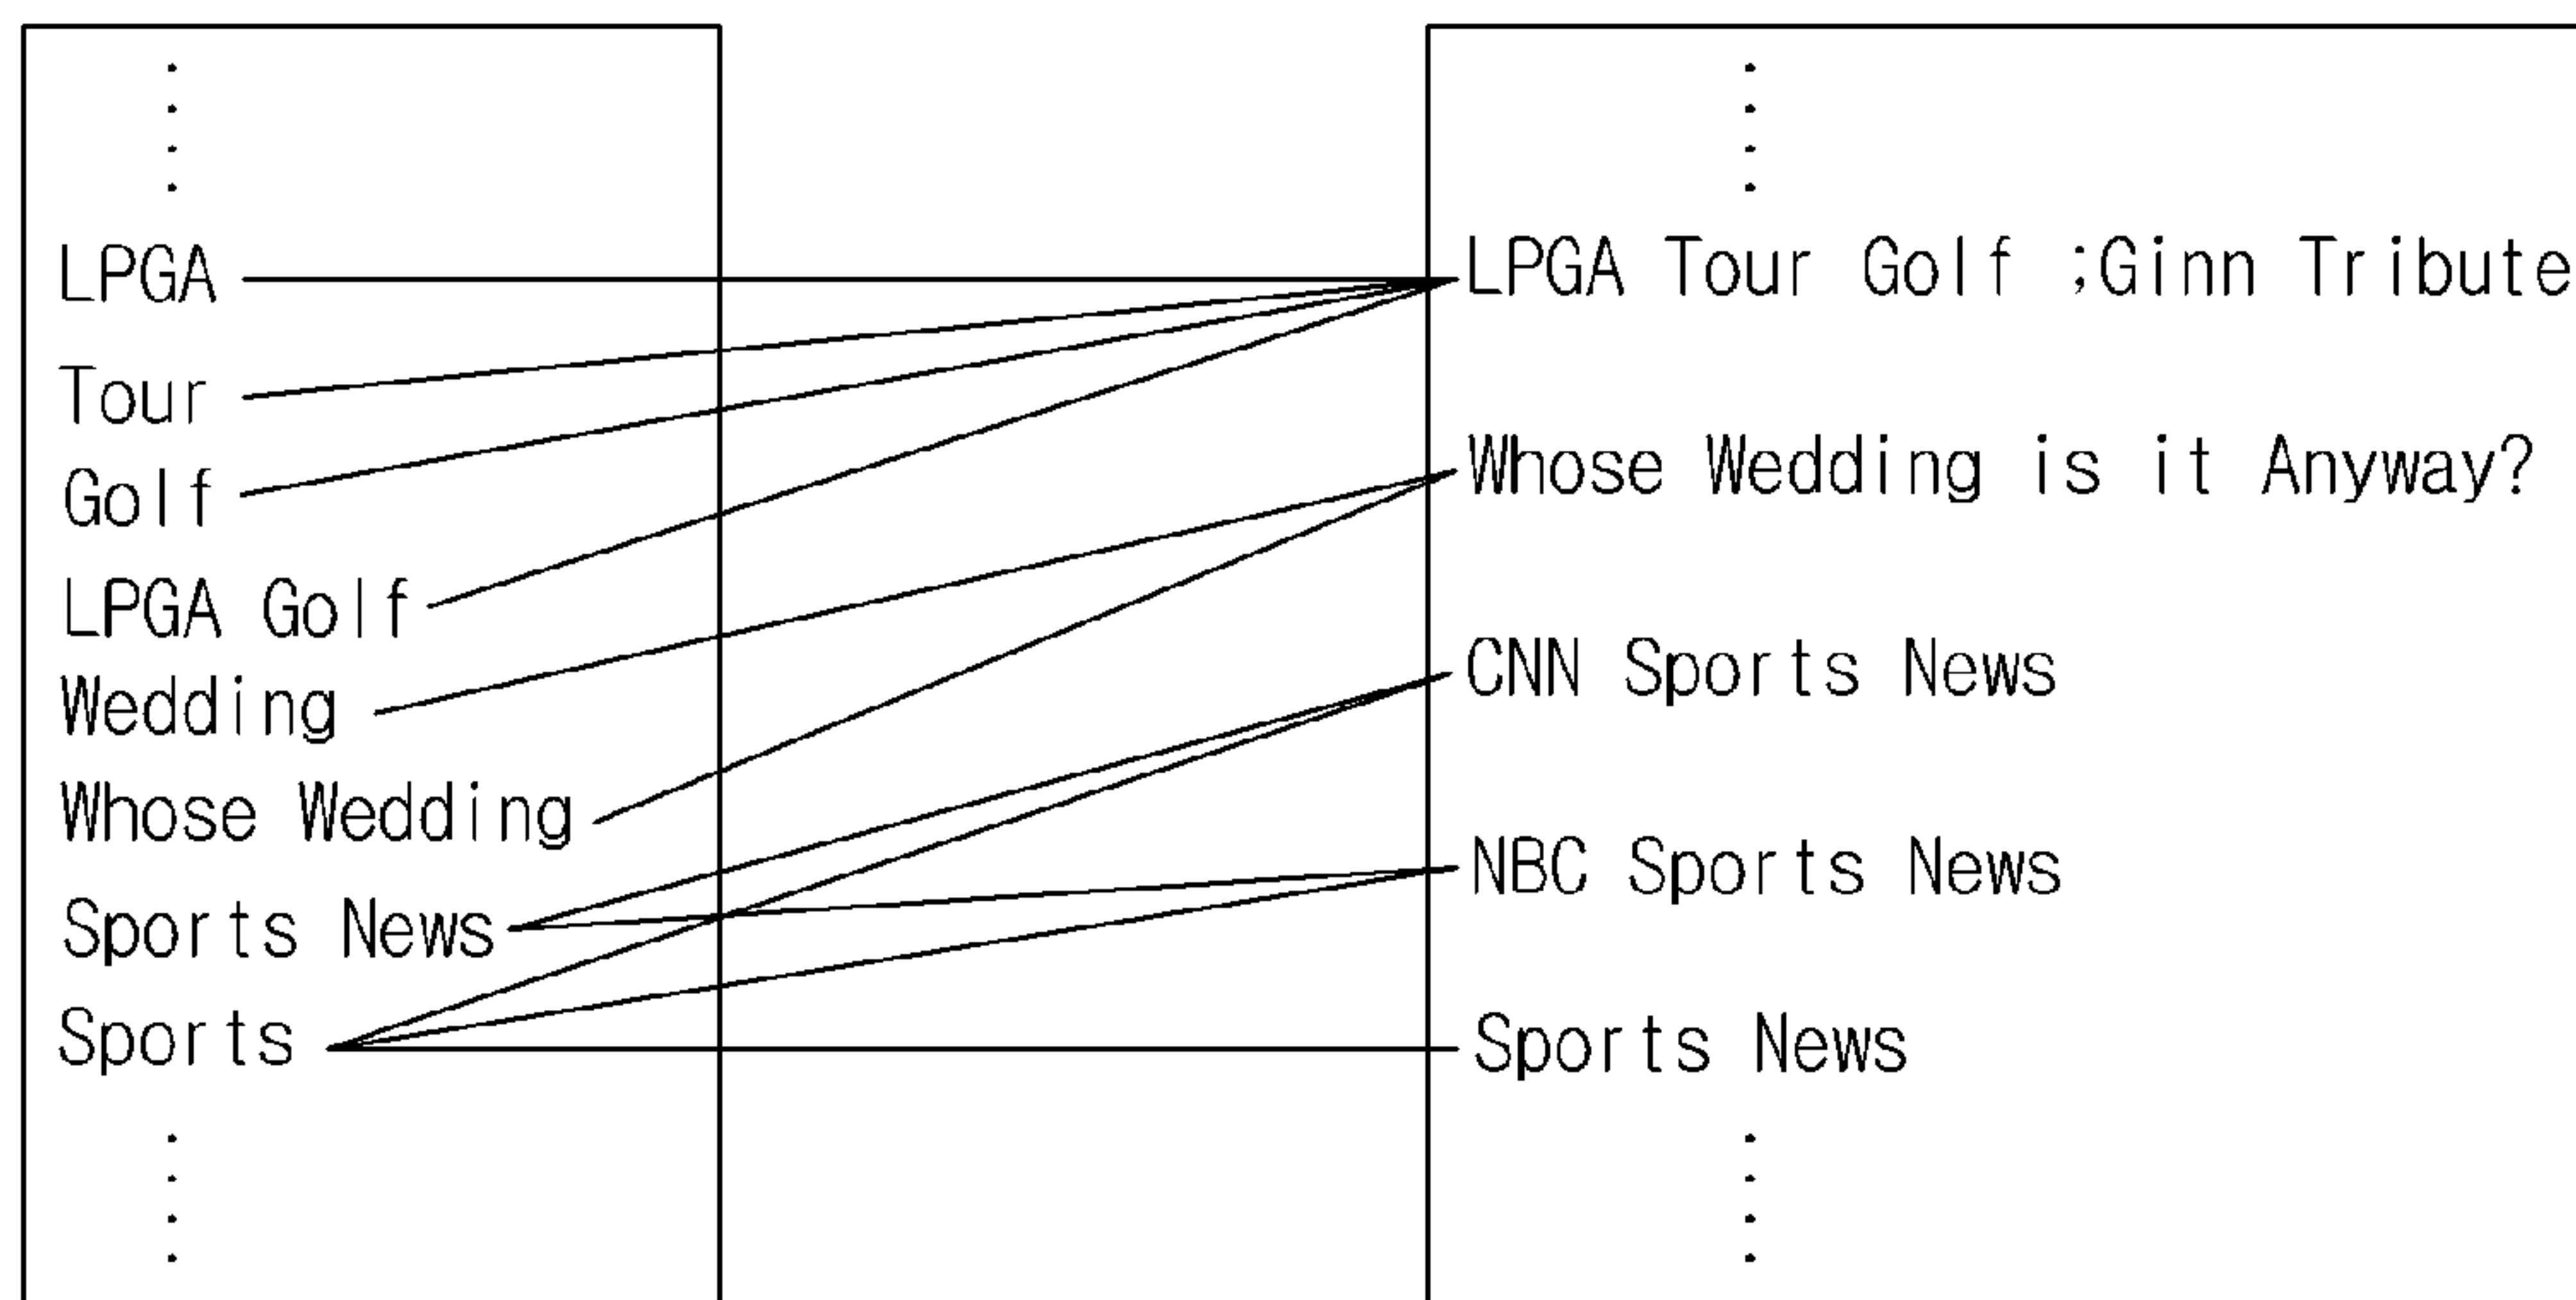 LPGA
Tour
Golf
LPGA Golf
Wedding
Whose Wedding
Sports News
Sports
LPGA Tour Golf ;Ginn Tribute
Whose Wedding is it Anyway?
CNN Sports News
NBC Sports News
Sports News